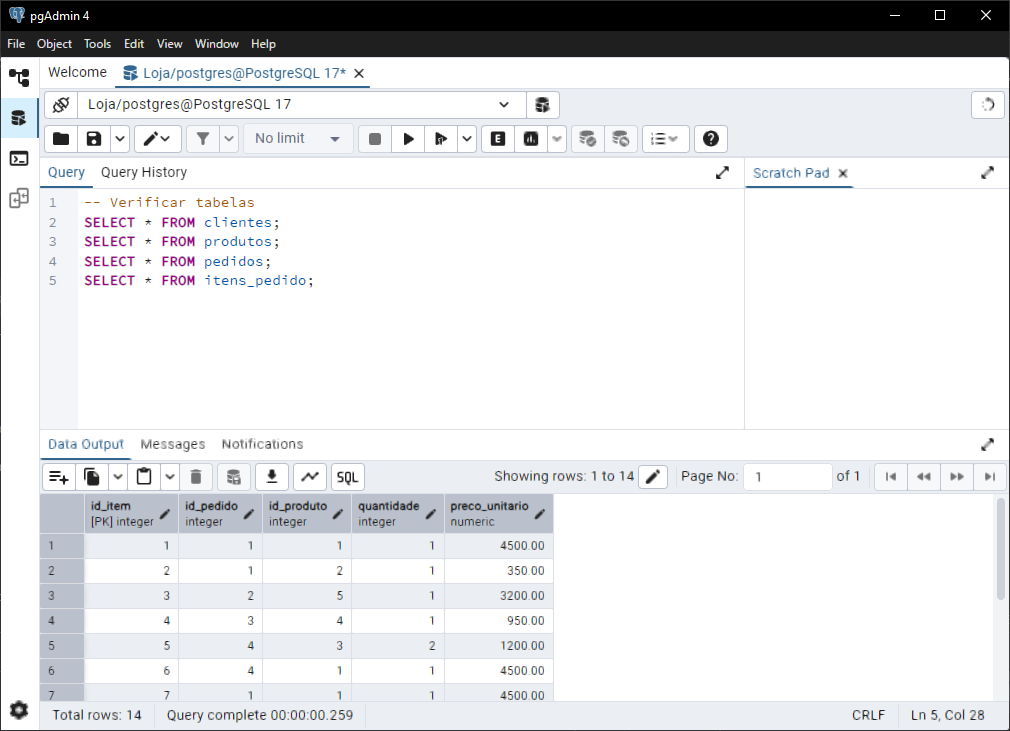 pgAdmin 4
File Object Tools Edit View Window Help
Welcome Loja/postgres@PostgreSQL 17*
Loja/postgres@PostgreSQL 17
No limit E
Query Query History Scratch Pad
1 -- Verificar tabelas
2 SELECT * FROM clientes;
3 SELECT * FROM produtos;
4 SELECT * FROM pedidos;
5 SELECT * FROM itens_pedido;
Data Output Messages Notifications
SQL Showing rows: 1 to 14 Page No: 1 of 1
id_item id_pedido id_produto quantidade preco_unitario
[PK] integer integer integer integer numeric
1 1 1 1 1 4500.00
2 2 1 2 1 350.00
3 3 2 5 1 3200.00
4 4 3 4 1 950.00
5 5 4 3 2 1200.00
6 6 4 1 1 4500.00
7 7 1 1 1 4500.00
Total rows: 14 Query complete 00:00:00.259 CRLF Ln 5, Col 28